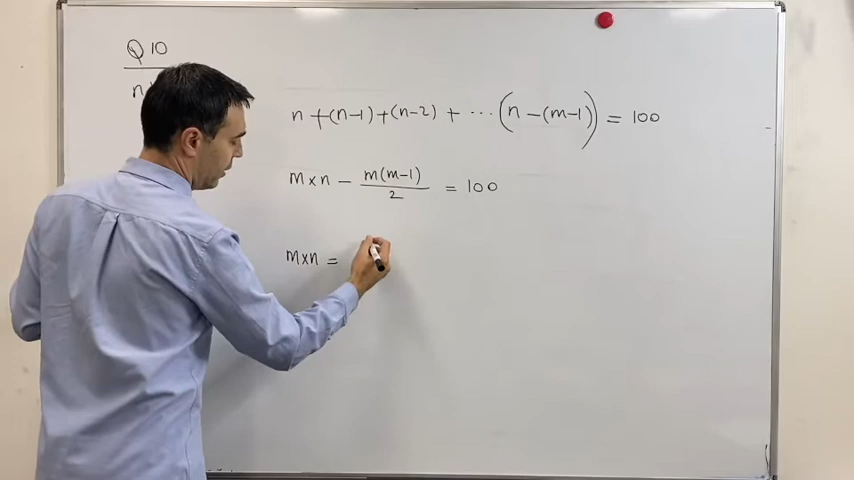 Q 10
n
n + (n-1) + (n-2) + ... (n - (m-1)) = 100
m×n - m(m-1)/2 = 100
m×n =